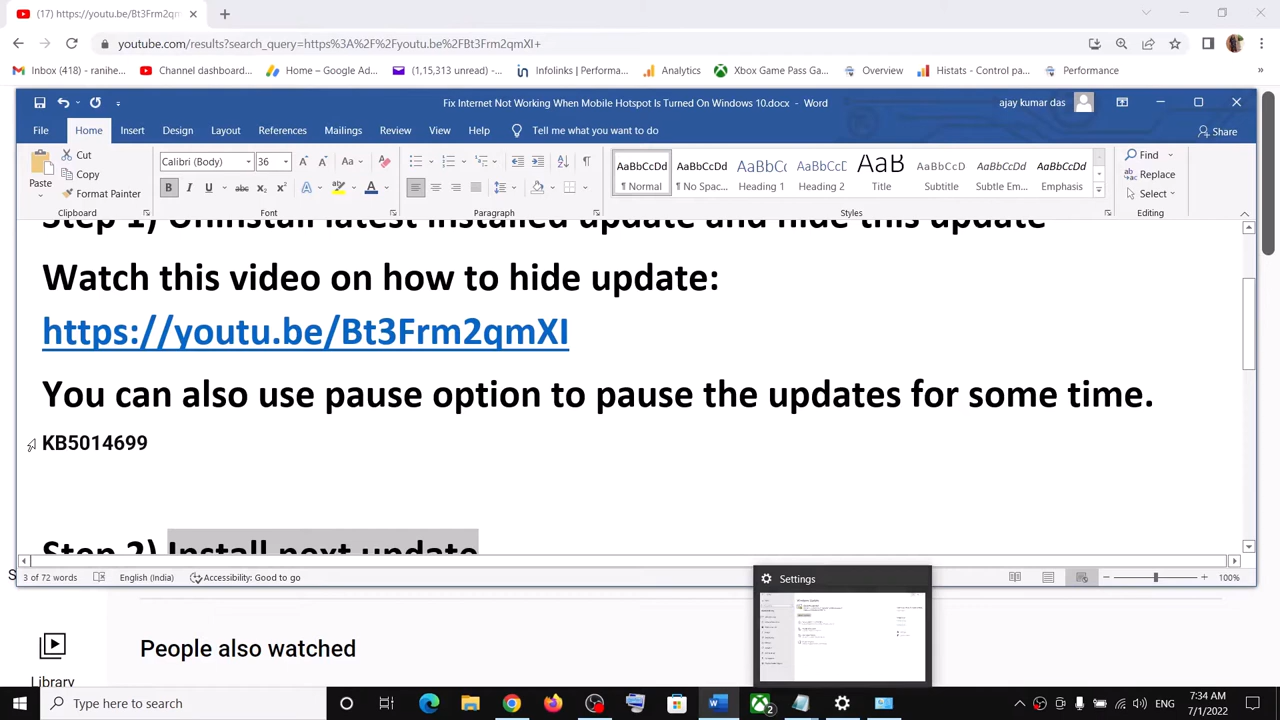 (17) https://youtu.be/Bt3Frm2qm
youtube.com/results?search_query=https%3A%2F%2Fyoutu.be%2FBt3Frm2qmXI+
Inbox (418) - ranihe...
Channel dashboard...
Home – Google Ad...
(1,15,313 unread) -...
Infolinks | Performa...
Analytics
Xbox Game Pass Ga...
Overview
Histats - Control pa...
Performance
»
Fix Internet Not Working When Mobile Hotspot Is Turned On Windows 10.docx - Word
ajay kumar das
File Home Insert Design Layout References Mailings Review View Help Tell me what you want to do Share
Paste
Cut
Copy
Format Painter
Clipboard
Calibri (Body) 36
Font
Paragraph
AaBbCcDd AaBbCcDd AaBbCc AaBbCcD AaB AaBbCcD AaBbCcDd AaBbCcDd
¶ Normal ¶ No Spac... Heading 1 Heading 2 Title Subtitle Subtle Em... Emphasis
Styles
Find
Replace
Select
Editing
Step 1) Uninstall latest installed update and hide this update
Watch this video on how to hide update:
https://youtu.be/Bt3Frm2qmXI
You can also use pause option to pause the updates for some time.
KB5014699
Step 2) Install next update
3 of 72 words English (India) Accessibility: Good to go 100%
Settings
People also watched
Library
Type here to search
ENG
7:34 AM
7/1/2022